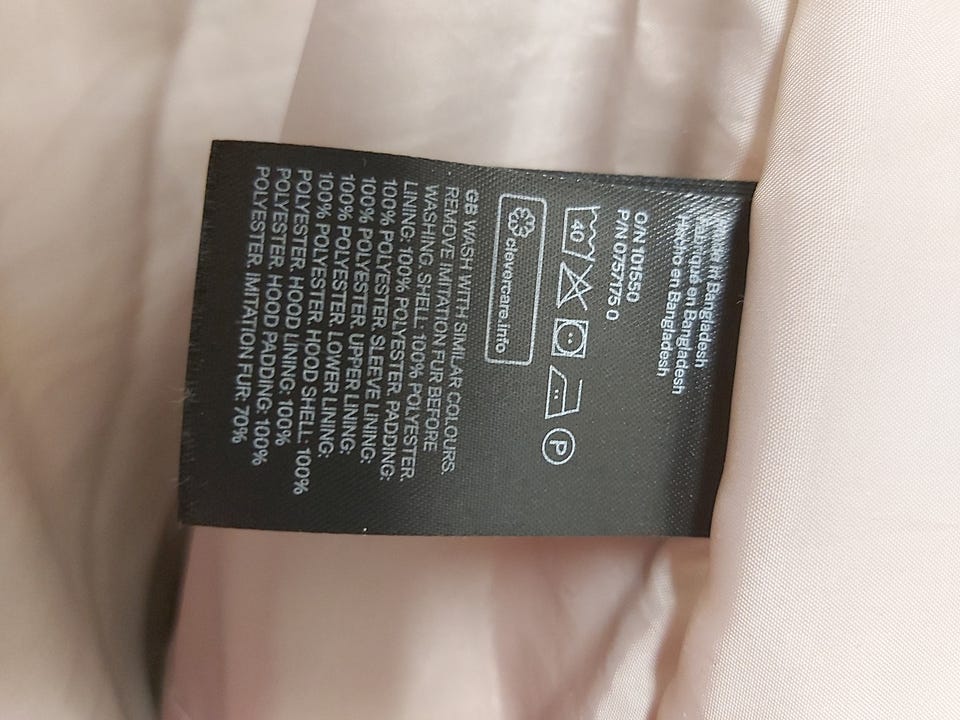 Made in Bangladesh
Fabriqué en Bangladesh
Hecho en Bangladesh
O/N 101550
P/N 0751175 0
40
P
clevercare.info
GB WASH WITH SIMILAR COLOURS.
REMOVE IMITATION FUR BEFORE
WASHING. SHELL: 100% POLYESTER.
LINING: 100% POLYESTER. PADDING:
100% POLYESTER. SLEEVE LINING:
100% POLYESTER. UPPER LINING:
100% POLYESTER. LOWER LINING:
100% POLYESTER. HOOD SHELL: 100%
POLYESTER. HOOD LINING: 100%
POLYESTER. HOOD PADDING: 100%
POLYESTER. IMITATION FUR: 70%